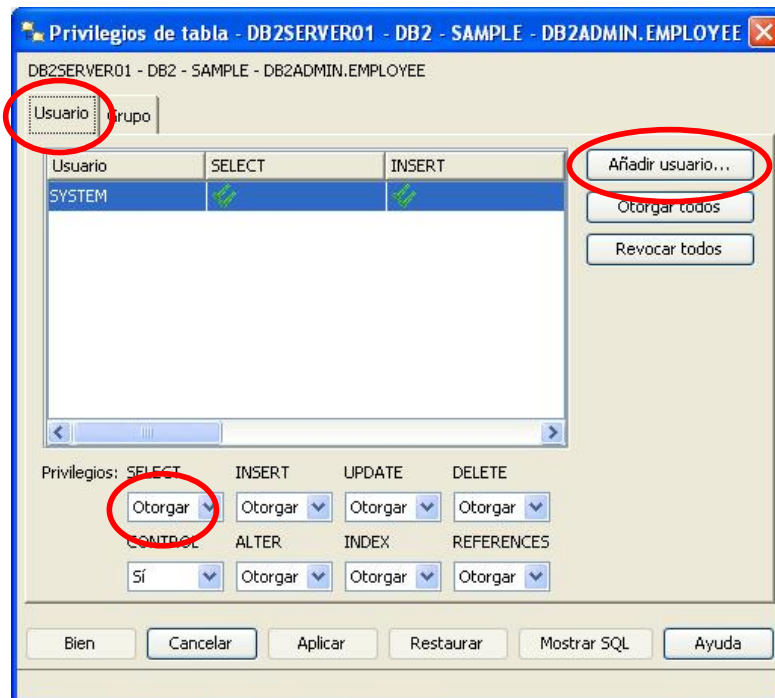 Privilegios de tabla - DB2SERVER01 - DB2 - SAMPLE - DB2ADMIN.EMPLOYEE
DB2SERVER01 - DB2 - SAMPLE - DB2ADMIN.EMPLOYEE
Usuario Grupo
Usuario SELECT INSERT
SYSTEM
Añadir usuario...
Otorgar todos
Revocar todos
Privilegios: SELECT INSERT UPDATE DELETE
Otorgar Otorgar Otorgar Otorgar
CONTROL ALTER INDEX REFERENCES
Sí Otorgar Otorgar Otorgar
Bien Cancelar Aplicar Restaurar Mostrar SQL Ayuda